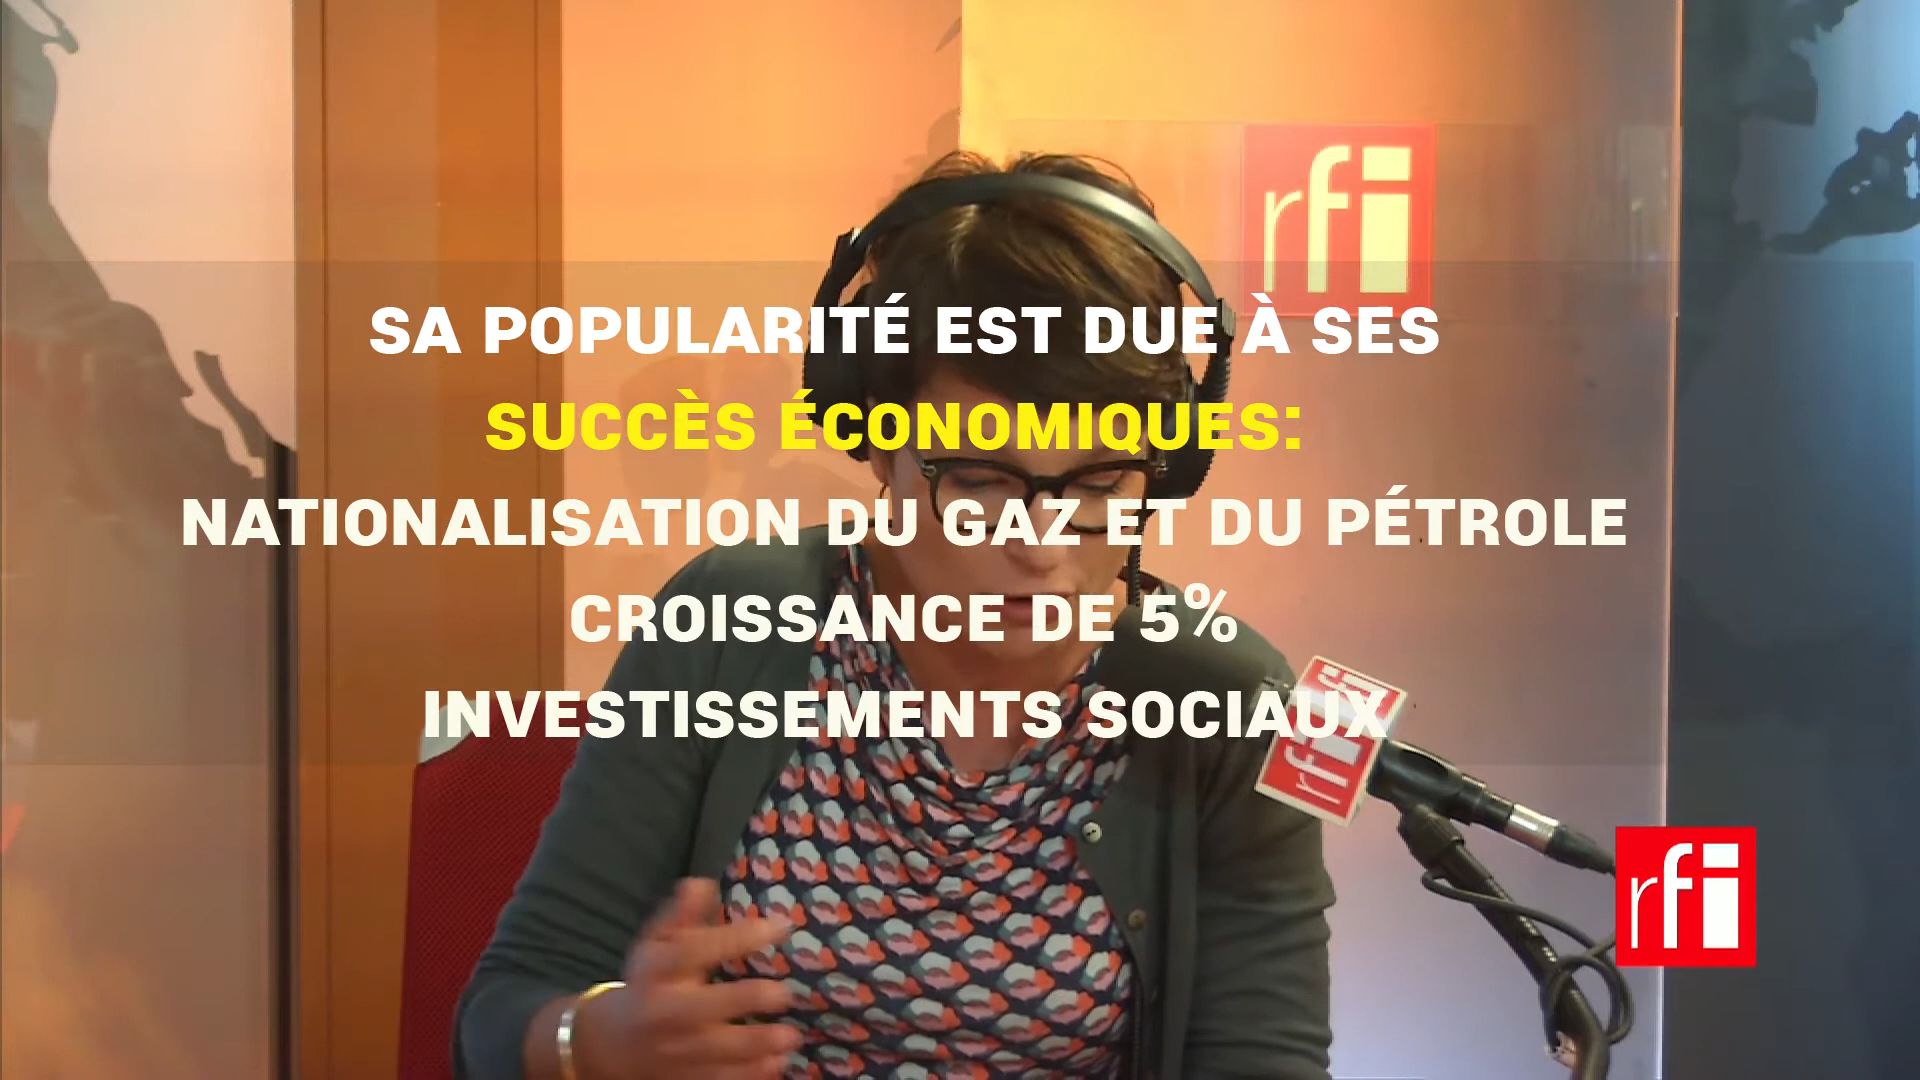 rfi
SA POPULARITÉ EST DUE À SES
SUCCÈS ÉCONOMIQUES:
NATIONALISATION DU GAZ ET DU PÉTROLE
CROISSANCE DE 5%
INVESTISSEMENTS SOCIAUX
rfi
rfi
rfi